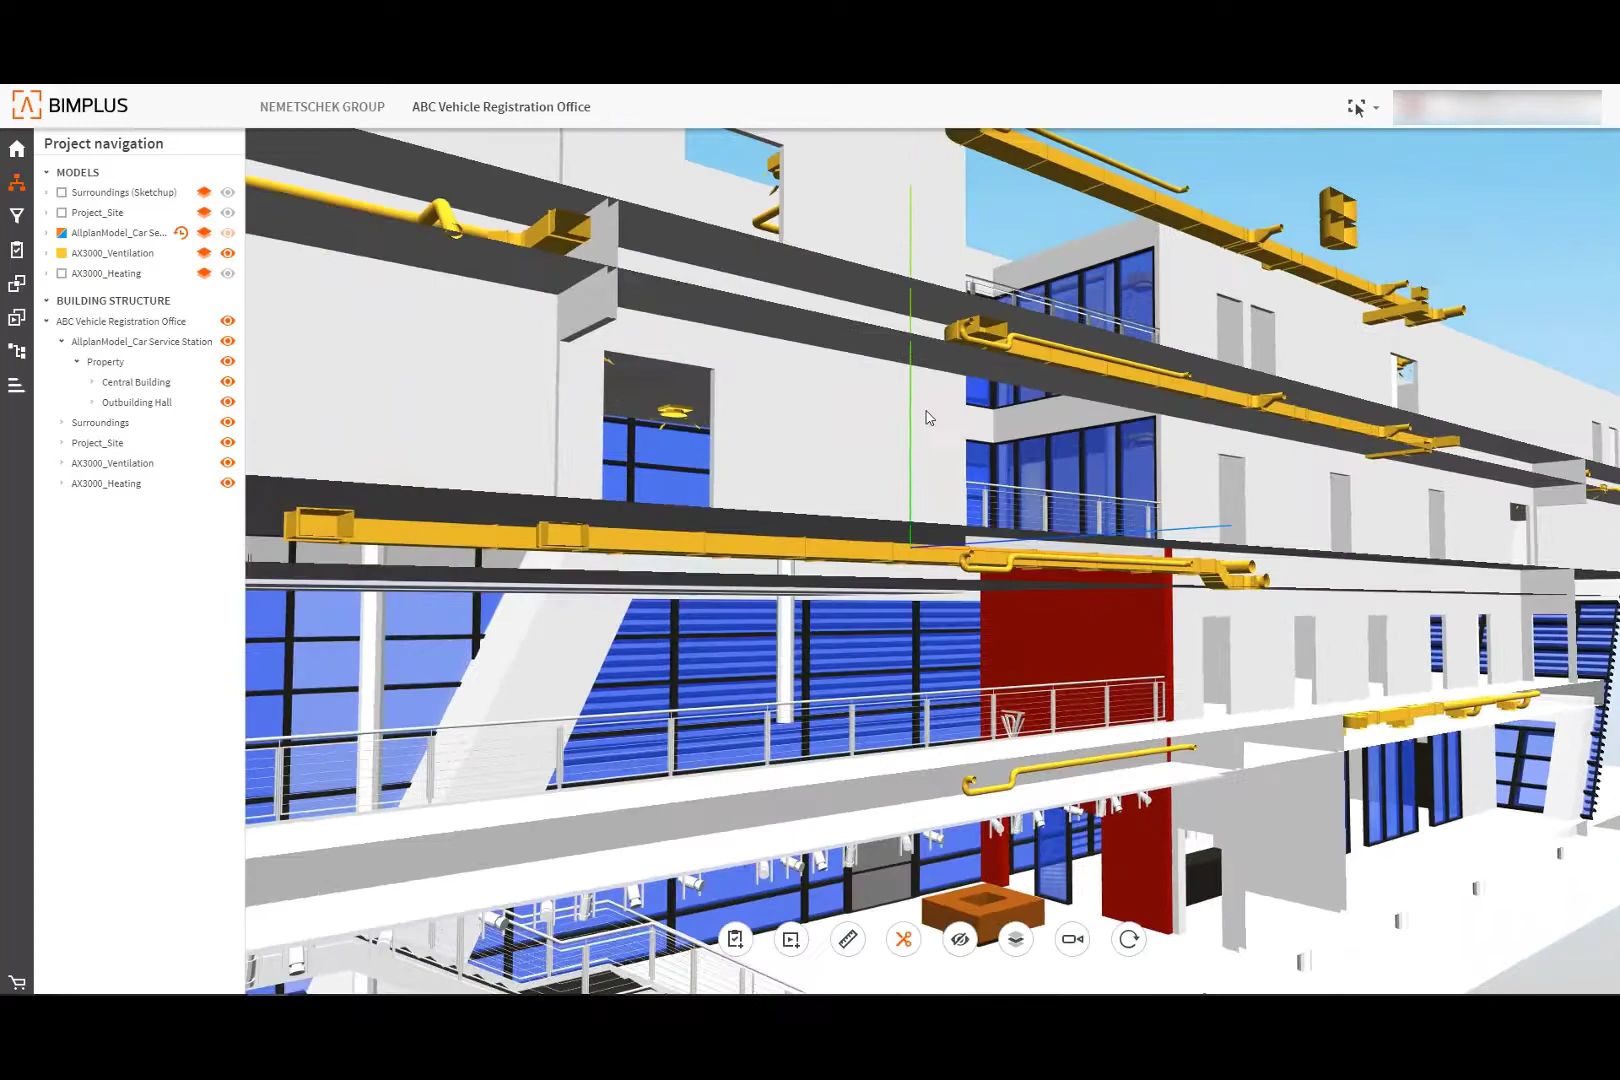 BIMPLUS
NEMETSCHEK GROUP
ABC Vehicle Registration Office
Project navigation
MODELS
Surroundings (Sketchup)
Project_Site
AllplanModel_Car Se...
AX3000_Ventilation
AX3000_Heating
BUILDING STRUCTURE
ABC Vehicle Registration Office
AllplanModel_Car Service Station
Property
Central Building
Outbuilding Hall
Surroundings
Project_Site
AX3000_Ventilation
AX3000_Heating